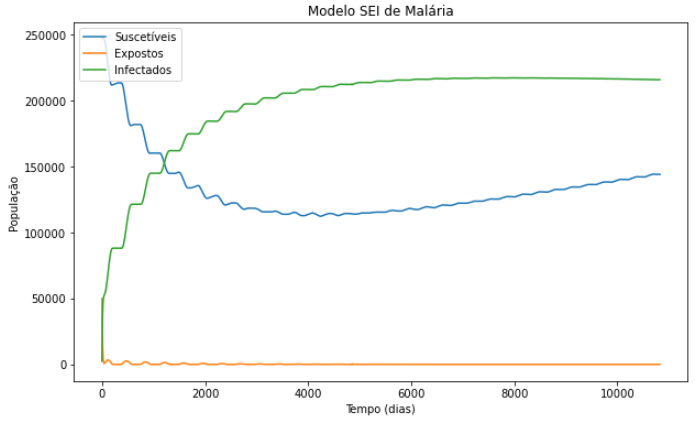 Modelo SEI de Malária
Suscetíveis
Expostos
Infectados
População
250000
200000
150000
100000
50000
0
0
2000
4000
6000
8000
10000
Tempo (dias)